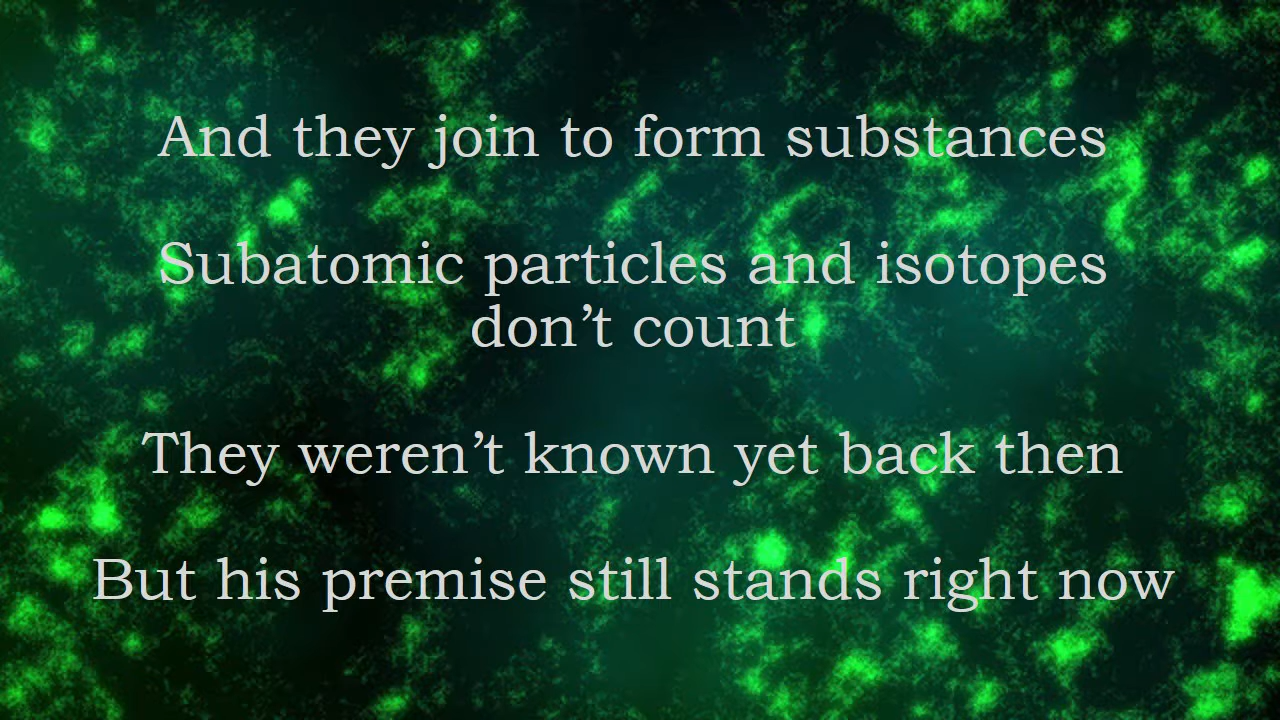 And they join to form substances
Subatomic particles and isotopes
don’t count
They weren’t known yet back then
But his premise still stands right now